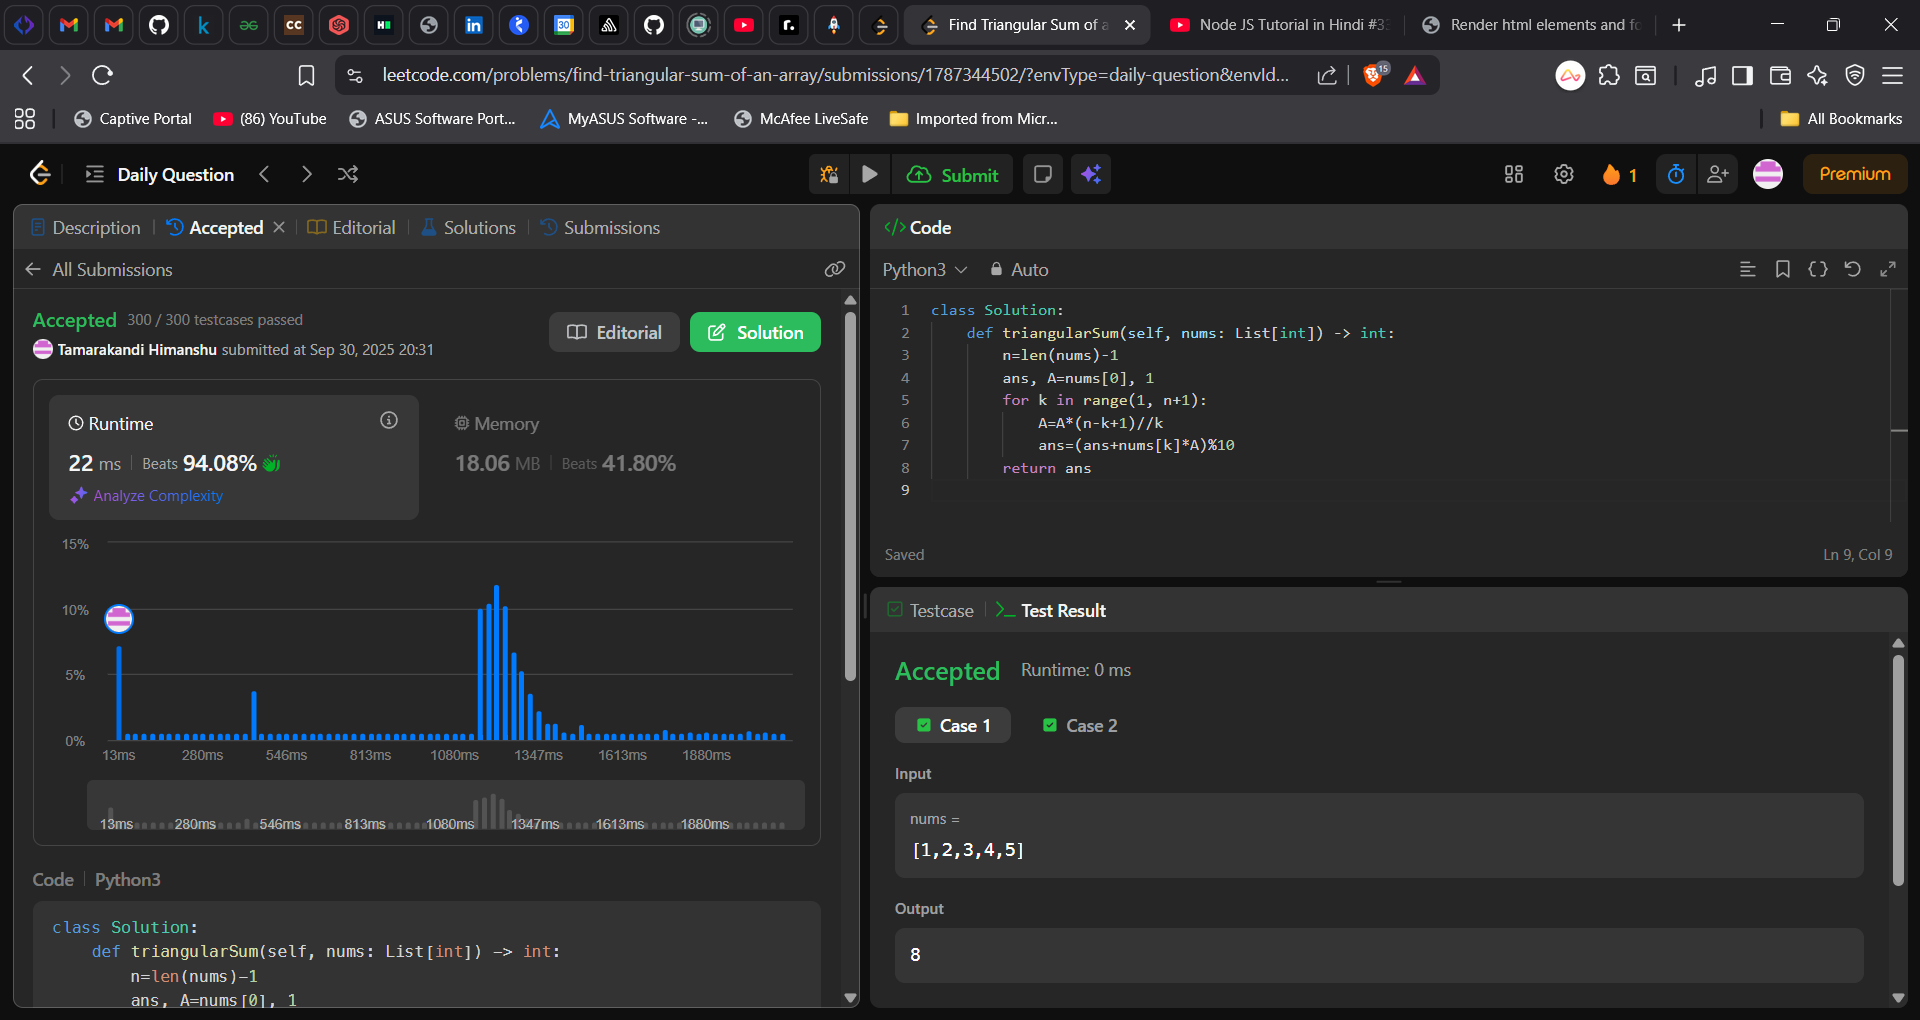 Find Triangular Sum of a
Node JS Tutorial in Hindi #3
Render html elements and fo
leetcode.com/problems/find-triangular-sum-of-an-array/submissions/1787344502/?envType=daily-question&envId...
15
Captive Portal
(86) YouTube
ASUS Software Port...
MyASUS Software -...
McAfee LiveSafe
Imported from Micr...
All Bookmarks
Daily Question
Submit
1
Premium
Description
Accepted
Editorial
Solutions
Submissions
All Submissions
Accepted 300 / 300 testcases passed
Tamarakandi Himanshu submitted at Sep 30, 2025 20:31
Editorial
Solution
Runtime
22 ms
Beats 94.08%
Analyze Complexity
Memory
18.06 MB
Beats 41.80%
15%
10%
5%
0%
13ms 280ms 546ms 813ms 1080ms 1347ms 1613ms 1880ms
13ms 280ms 546ms 813ms 1080ms 1347ms 1613ms 1880ms
Code
Python3
class Solution:
def triangularSum(self, nums: List[int]) -> int:
n=len(nums)-1
ans, A=nums[0], 1
</> Code
Python3
Auto
1 class Solution:
2 def triangularSum(self, nums: List[int]) -> int:
3 n=len(nums)-1
4 ans, A=nums[0], 1
5 for k in range(1, n+1):
6 A=A*(n-k+1)//k
7 ans=(ans+nums[k]*A)%10
8 return ans
9
Saved
Ln 9, Col 9
Testcase
Test Result
Accepted
Runtime: 0 ms
Case 1
Case 2
Input
nums =
[1,2,3,4,5]
Output
8